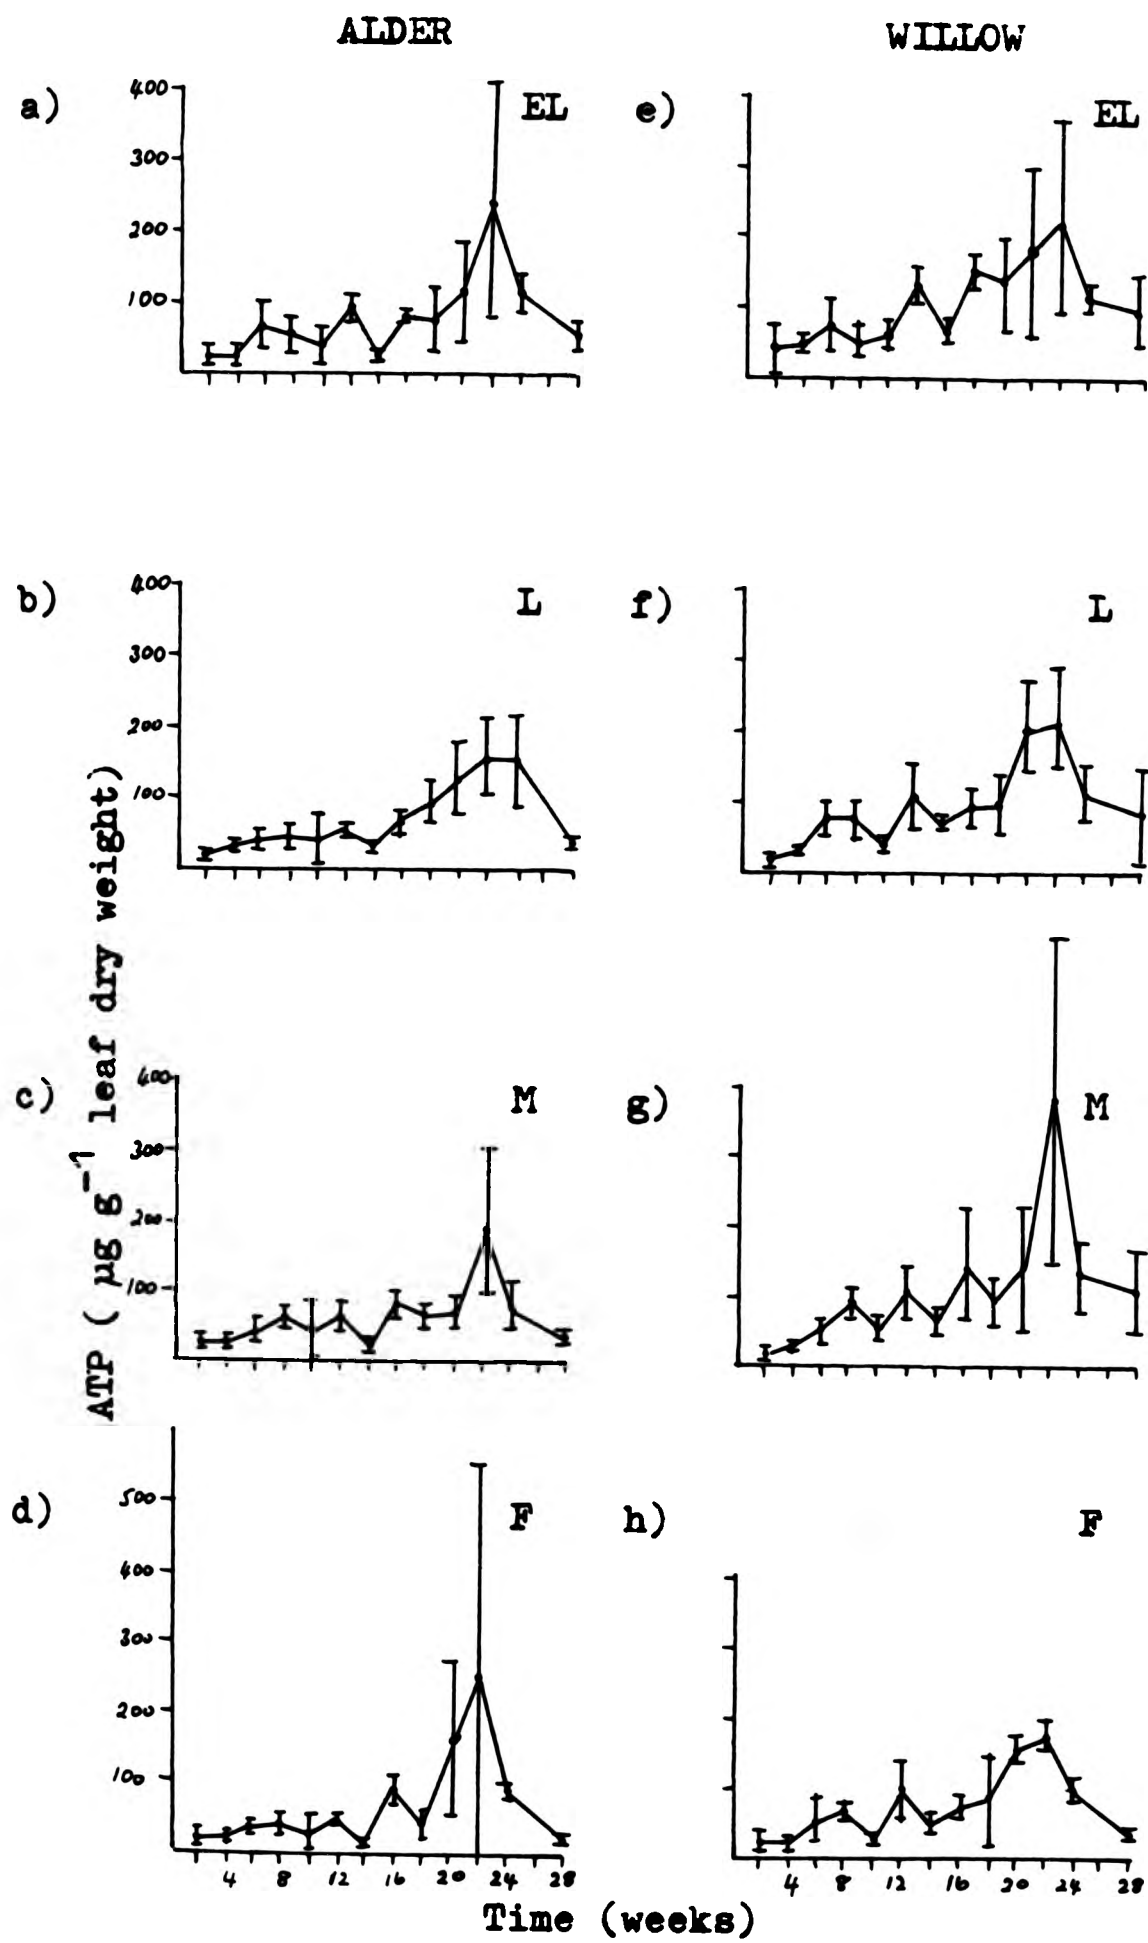 ALDER
WILLOW
a)
EL
400
300
200
100
e)
EL
b)
L
400
300
200
100
f)
L
c)
M
400
300
200
100
g)
M
d)
F
500
400
300
200
100
h)
F
ATP ( µg g⁻¹ leaf dry weight)
4 8 12 16 20 24 28
4 8 12 16 20 24 28
Time (weeks)